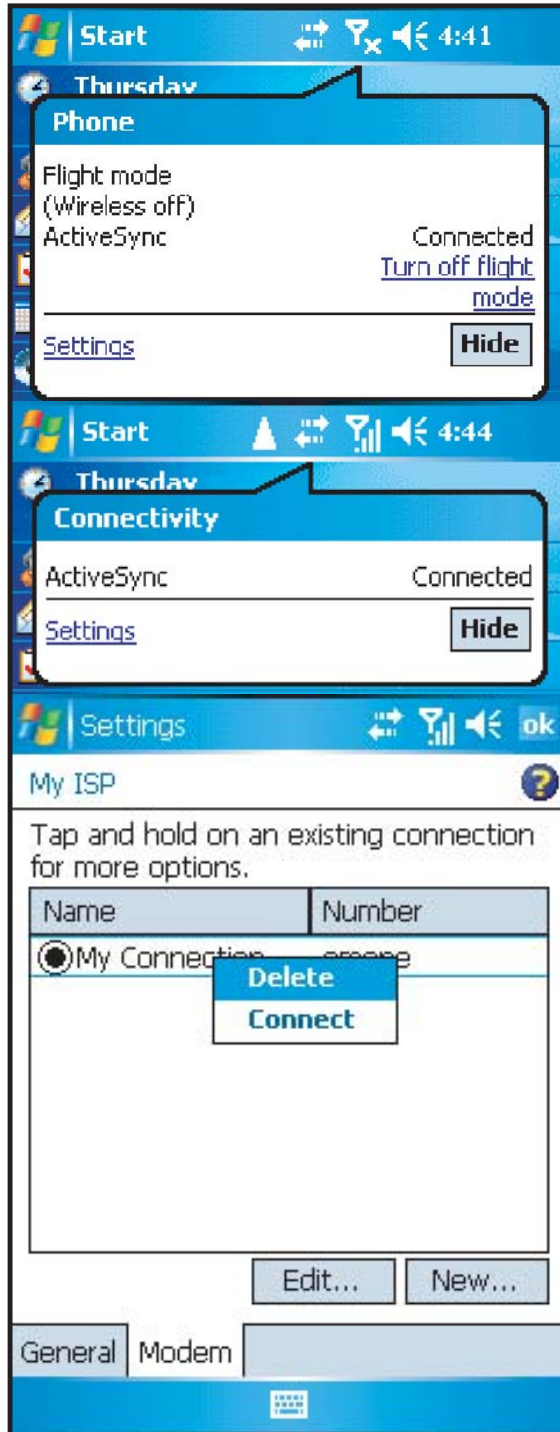 Start 4:41
Thursday
Phone
Flight mode
(Wireless off)
ActiveSync Connected
Turn off flight
mode
Settings Hide
Start 4:44
Thursday
Connectivity
ActiveSync Connected
Settings Hide
Settings ok
My ISP ?
Tap and hold on an existing connection
for more options.
Name Number
My Connection
Delete
Connect
Edit... New...
General Modem